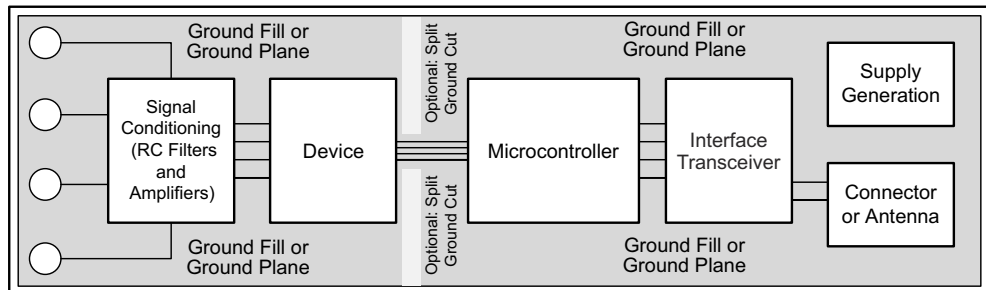 Ground Fill or
Ground Plane
Optional: Split
Ground Cut
Ground Fill or
Ground Plane
Signal
Conditioning
(RC Filters
and
Amplifiers)
Device
Microcontroller
Interface
Transceiver
Supply
Generation
Connector
or Antenna
Ground Fill or
Ground Plane
Optional: Split
Ground Cut
Ground Fill or
Ground Plane